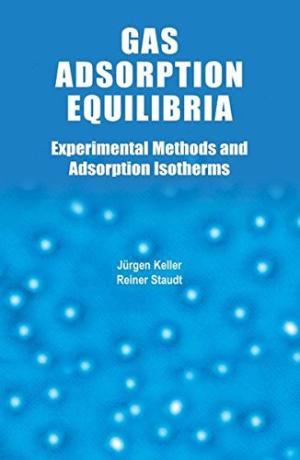 GAS
ADSORPTION
EQUILIBRIA
Experimental Methods and
Adsorption Isotherms
Jürgen Keller
Reiner Staudt